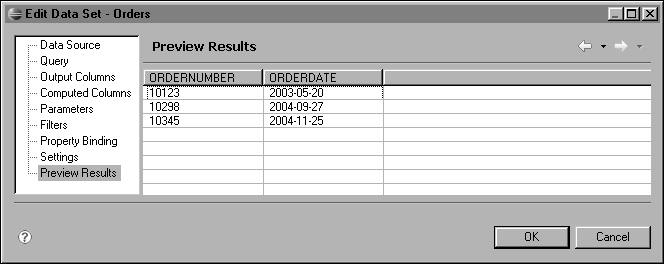 Edit Data Set - Orders
Data Source
Query
Output Columns
Computed Columns
Parameters
Filters
Property Binding
Settings
Preview Results
Preview Results
ORDERNUMBER ORDERDATE
10123 2003-05-20
10298 2004-09-27
10345 2004-11-25
?
OK Cancel